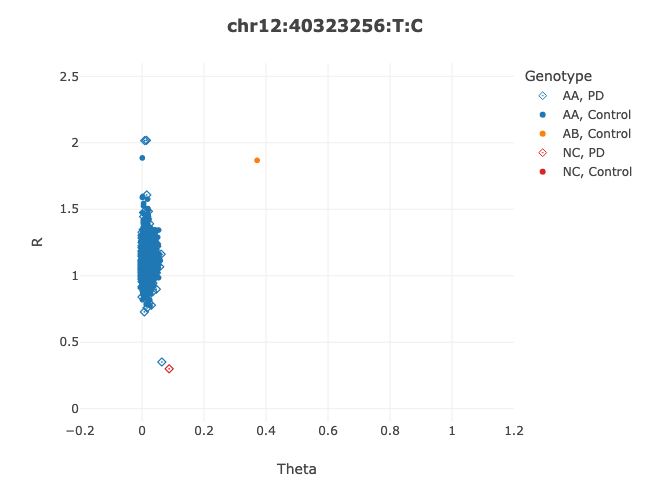 chr12:40323256:T:C
Genotype
AA, PD
AA, Control
AB, Control
NC, PD
NC, Control
2.5
2
1.5
1
0.5
0
R
−0.2
0
0.2
0.4
0.6
0.8
1
1.2
Theta